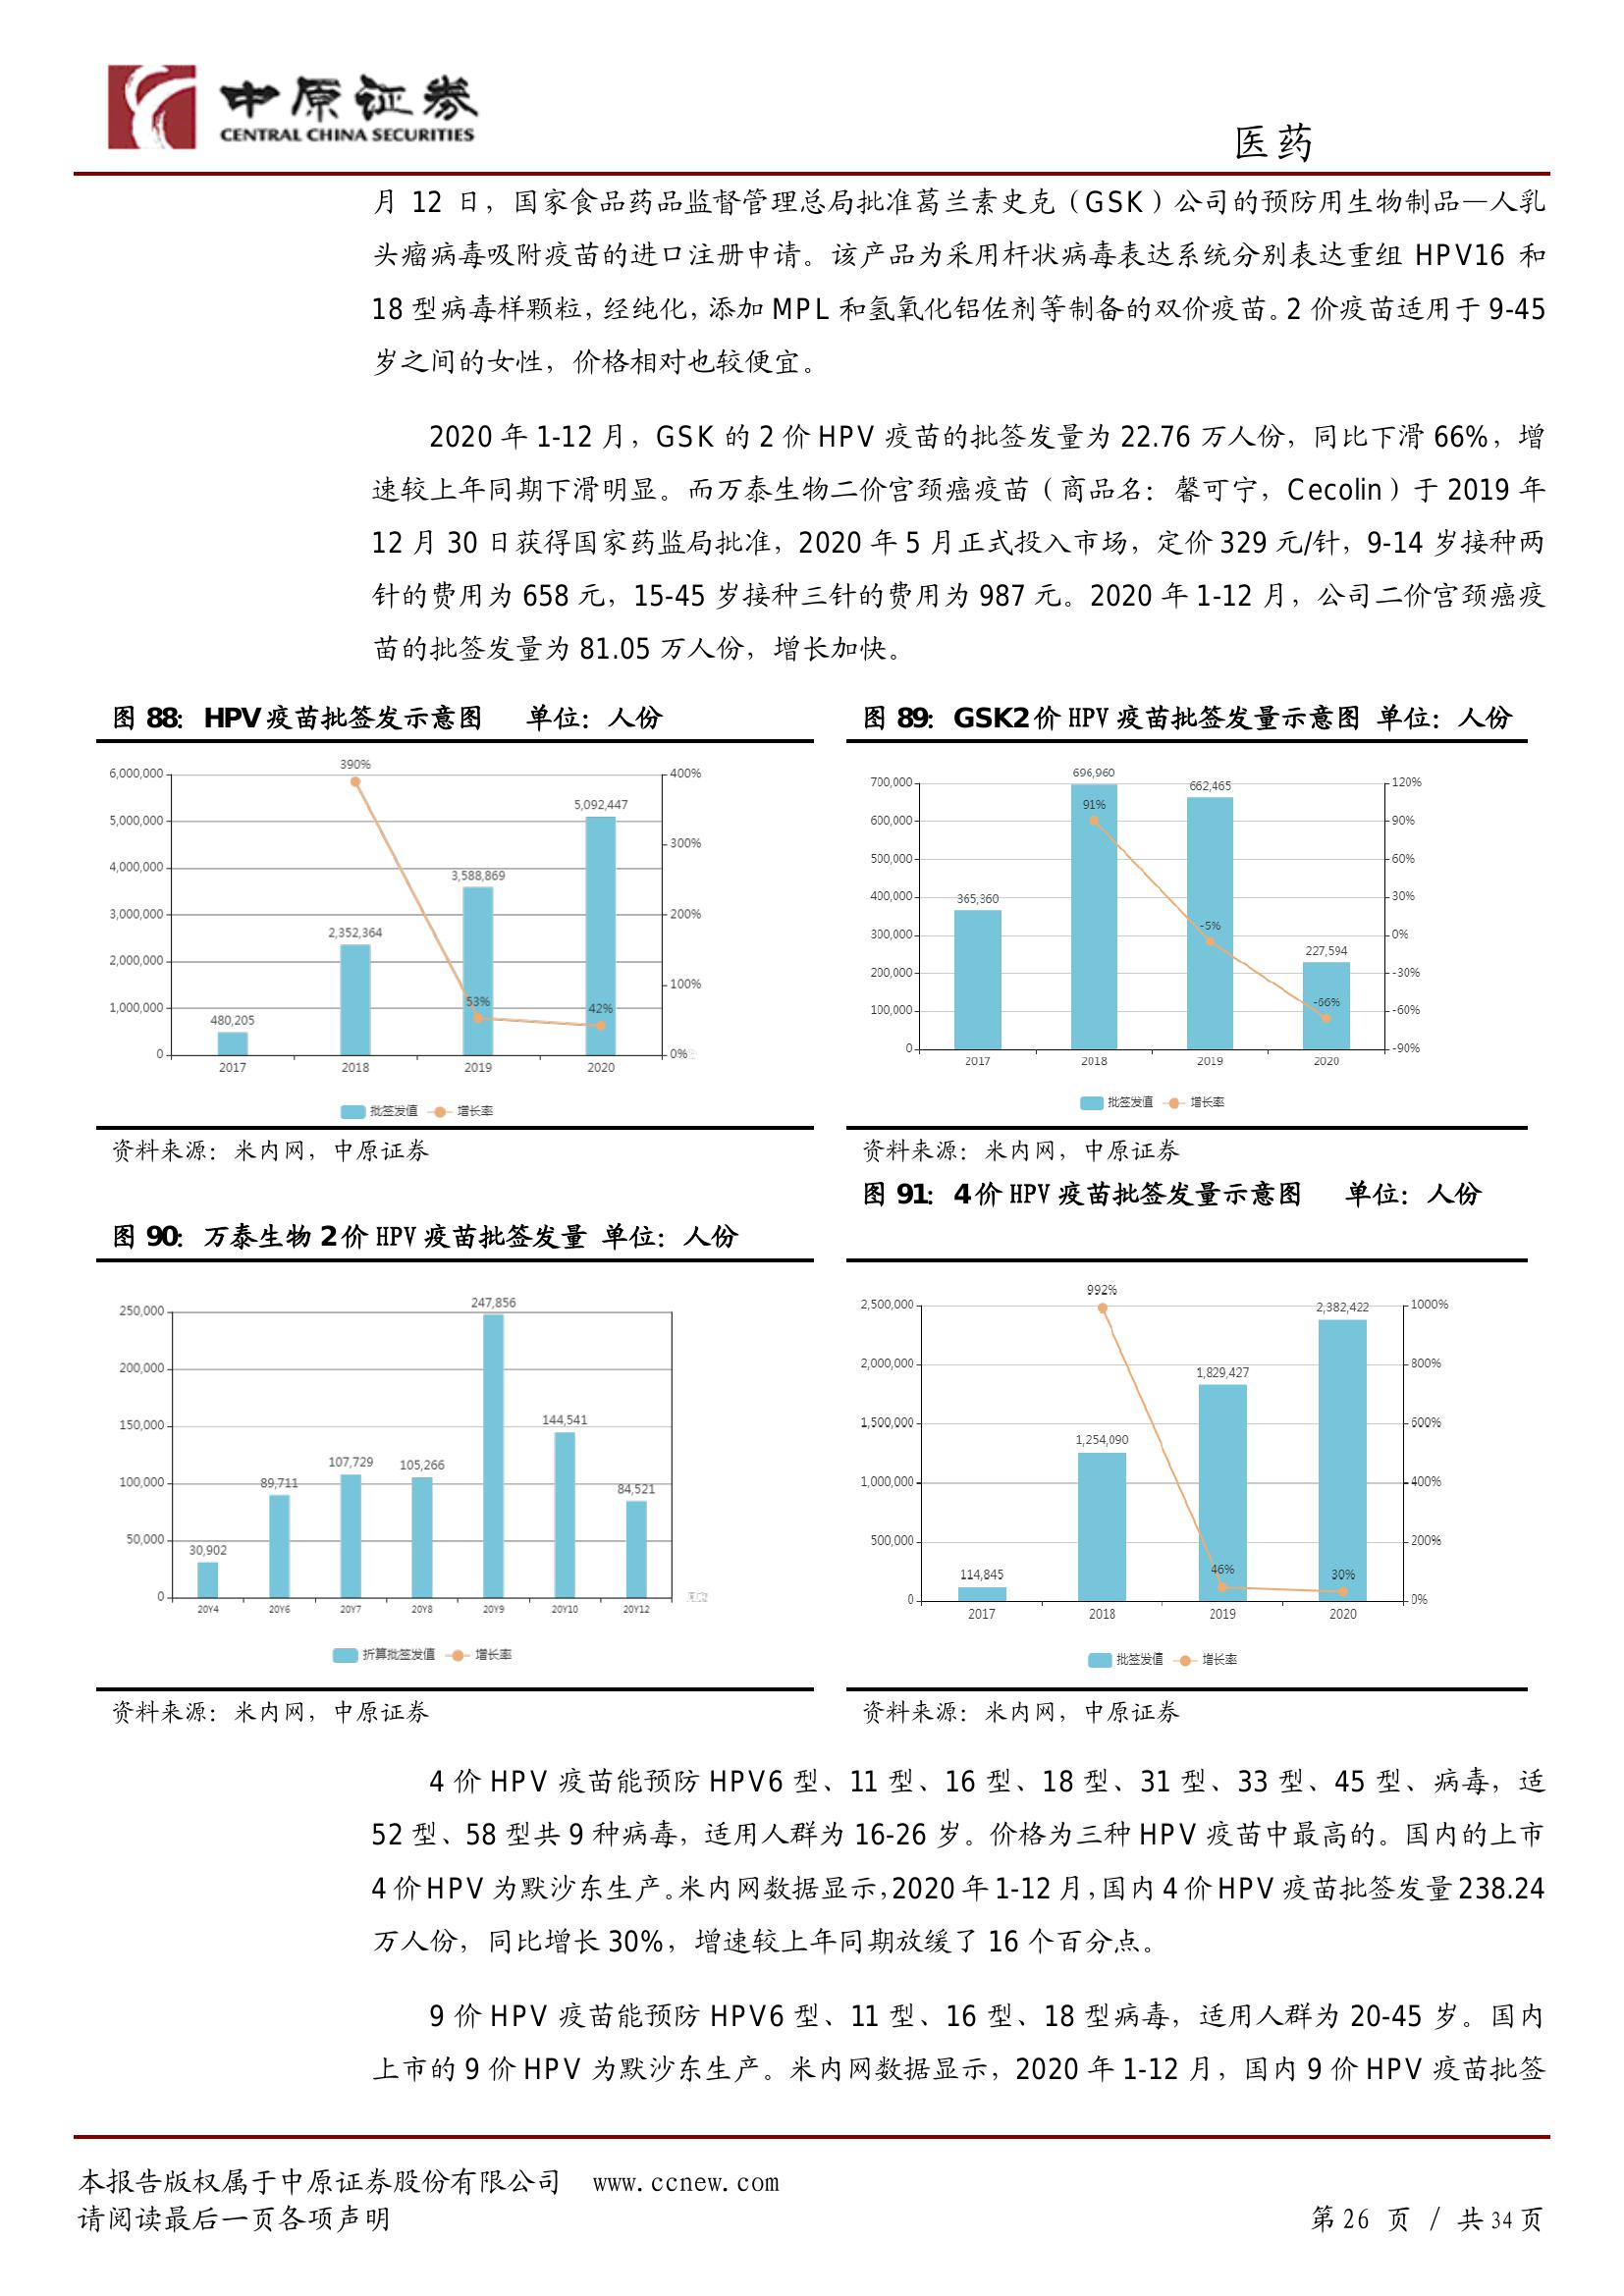 中原证券
CENTRAL CHINA SECURITIES
医药
月 12 日，国家食品药品监督管理总局批准葛兰素史克（GSK）公司的预防用生物制品—人乳
头瘤病毒吸附疫苗的进口注册申请。该产品为采用杆状病毒表达系统分别表达重组 HPV16 和
18 型病毒样颗粒，经纯化，添加 MPL 和氢氧化铝佐剂等制备的双价疫苗。2 价疫苗适用于 9-45
岁之间的女性，价格相对也较便宜。
2020 年 1-12 月，GSK 的 2 价 HPV 疫苗的批签发量为 22.76 万人份，同比下滑 66%，增
速较上年同期下滑明显。而万泰生物二价宫颈癌疫苗（商品名：馨可宁，Cecolin）于 2019 年
12 月 30 日获得国家药监局批准，2020 年 5 月正式投入市场，定价 329 元/针，9-14 岁接种两
针的费用为 658 元，15-45 岁接种三针的费用为 987 元。2020 年 1-12 月，公司二价宫颈癌疫
苗的批签发量为 81.05 万人份，增长加快。
图 88： HPV 疫苗批签发示意图 单位：人份
6,000,000
5,000,000
4,000,000
3,000,000
2,000,000
1,000,000
0
390%
5,092,447
3,588,869
2,352,364
480,205
53%
42%
400%
300%
200%
100%
0%
2017 2018 2019 2020
批签发值 增长率
资料来源：米内网，中原证券
图 89： GSK2 价 HPV 疫苗批签发量示意图 单位：人份
700,000
600,000
500,000
400,000
300,000
200,000
100,000
0
696,960
662,465
91%
365,360
-5%
227,594
-66%
120%
90%
60%
30%
0%
-30%
-60%
-90%
2017 2018 2019 2020
批签发值 增长率
资料来源：米内网，中原证券
图 90： 万泰生物 2 价 HPV 疫苗批签发量 单位：人份
250,000
200,000
150,000
100,000
50,000
0
247,856
144,541
107,729
105,266
89,711
84,521
30,902
20Y4 20Y6 20Y7 20Y8 20Y9 20Y10 20Y12
折算批签发值 增长率
资料来源：米内网，中原证券
图 91： 4 价 HPV 疫苗批签发量示意图 单位：人份
2,500,000
2,000,000
1,500,000
1,000,000
500,000
0
992%
2,382,422
1,829,427
1,254,090
114,845
46%
30%
1000%
800%
600%
400%
200%
0%
2017 2018 2019 2020
批签发值 增长率
资料来源：米内网，中原证券
4 价 HPV 疫苗能预防 HPV6 型、11 型、16 型、18 型、31 型、33 型、45 型、病毒，适
52 型、58 型共 9 种病毒，适用人群为 16-26 岁。价格为三种 HPV 疫苗中最高的。国内的上市
4 价 HPV 为默沙东生产。米内网数据显示，2020 年 1-12 月，国内 4 价 HPV 疫苗批签发量 238.24
万人份，同比增长 30%，增速较上年同期放缓了 16 个百分点。
9 价 HPV 疫苗能预防 HPV6 型、11 型、16 型、18 型病毒，适用人群为 20-45 岁。国内
上市的 9 价 HPV 为默沙东生产。米内网数据显示，2020 年 1-12 月，国内 9 价 HPV 疫苗批签
本报告版权属于中原证券股份有限公司 www.ccnew.com
请阅读最后一页各项声明
第 26 页 / 共 34 页